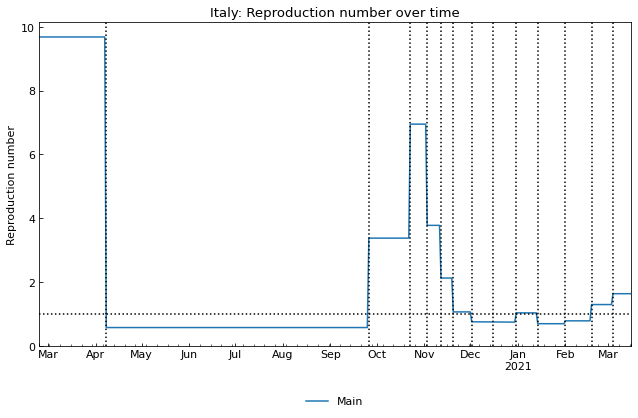 Italy: Reproduction number over time
Reproduction number
10
8
6
4
2
0
Mar Apr May Jun Jul Aug Sep Oct Nov Dec Jan Feb Mar
2021
Main